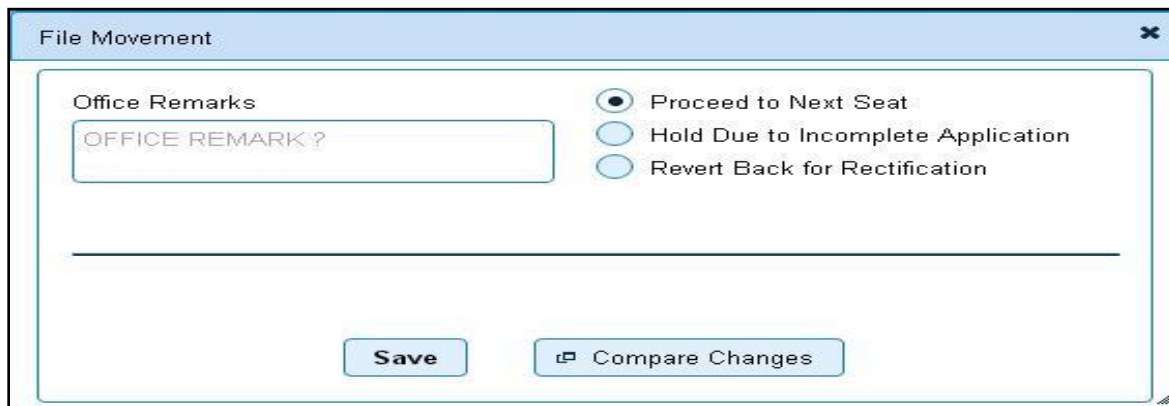 File Movement
Office Remarks
OFFICE REMARK ?
Proceed to Next Seat
Hold Due to Incomplete Application
Revert Back for Rectification
Save
Compare Changes